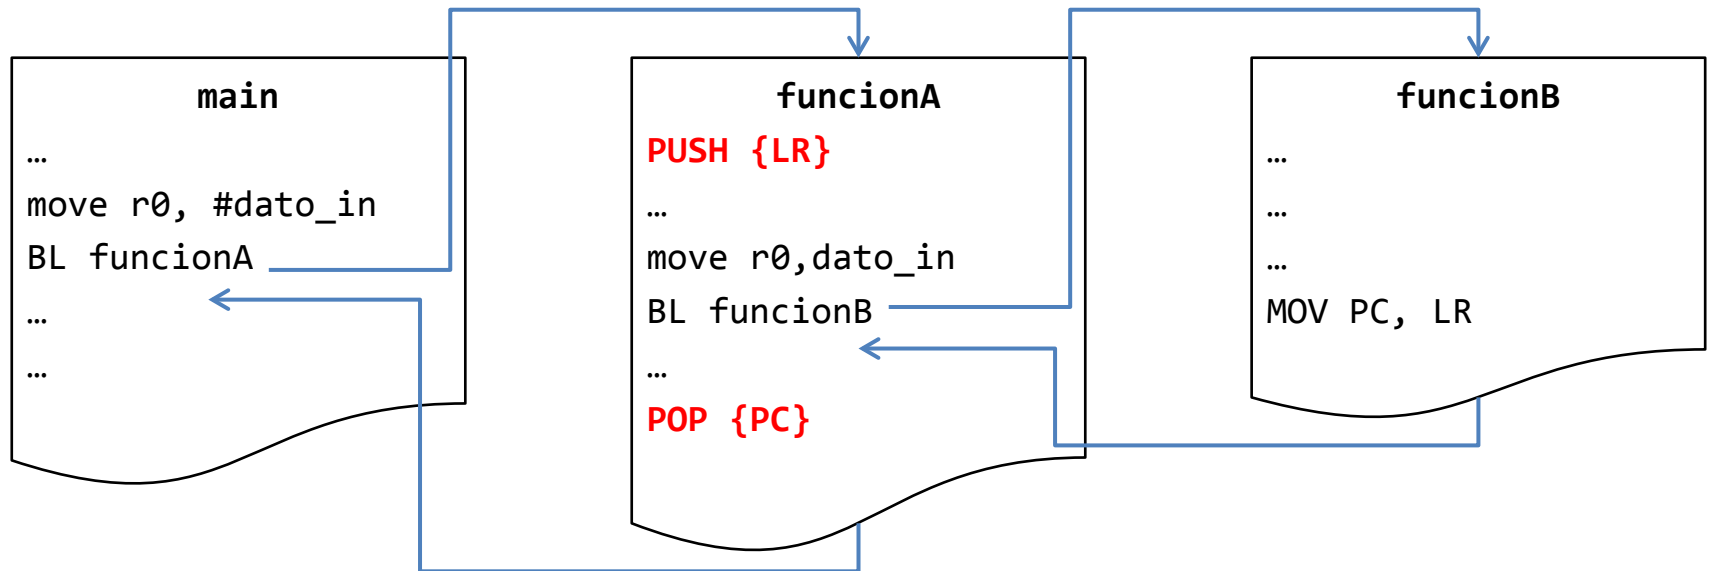 main
…
move r0, #dato_in
BL funcionA
…
…
funcionA
PUSH {LR}
…
move r0,dato_in
BL funcionB
…
POP {PC}
funcionB
…
…
…
MOV PC, LR